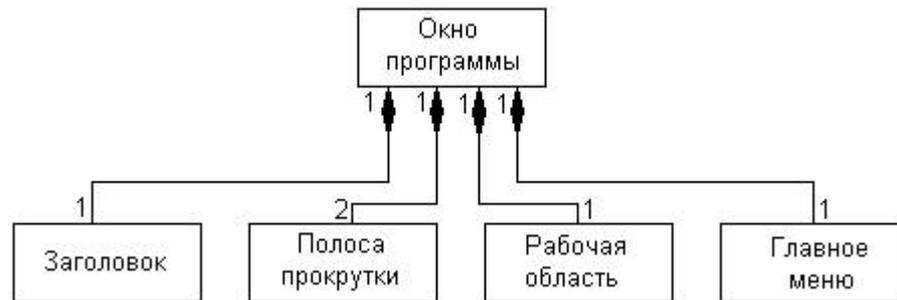 Окно
программы
1 1 1 1
1 2 1 1
Заголовок
Полоса
прокрутки
Рабочая
область
Главное
меню